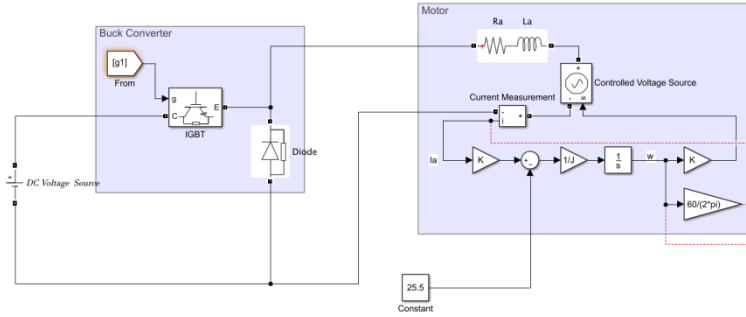 Buck Converter
Motor
Ra
La
[g1]
From
g
C
E
IGBT
Diode
+
DC Voltage Source
Controlled Voltage Source
+
-
s
Current Measurement
-
i
+
Ia
K
+
-
1/J
1
s
w
K
60/(2*pi)
25.5
Constant